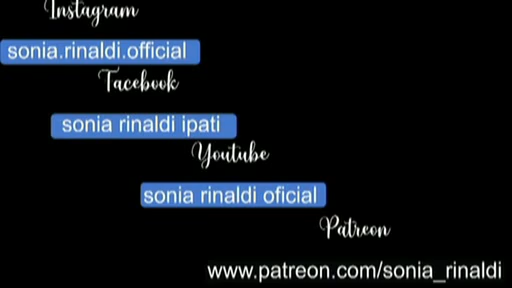 Instagram
sonia.rinaldi.official
Facebook
sonia rinaldi ipati
Youtube
sonia rinaldi oficial
Patreon
www.patreon.com/sonia_rinaldi